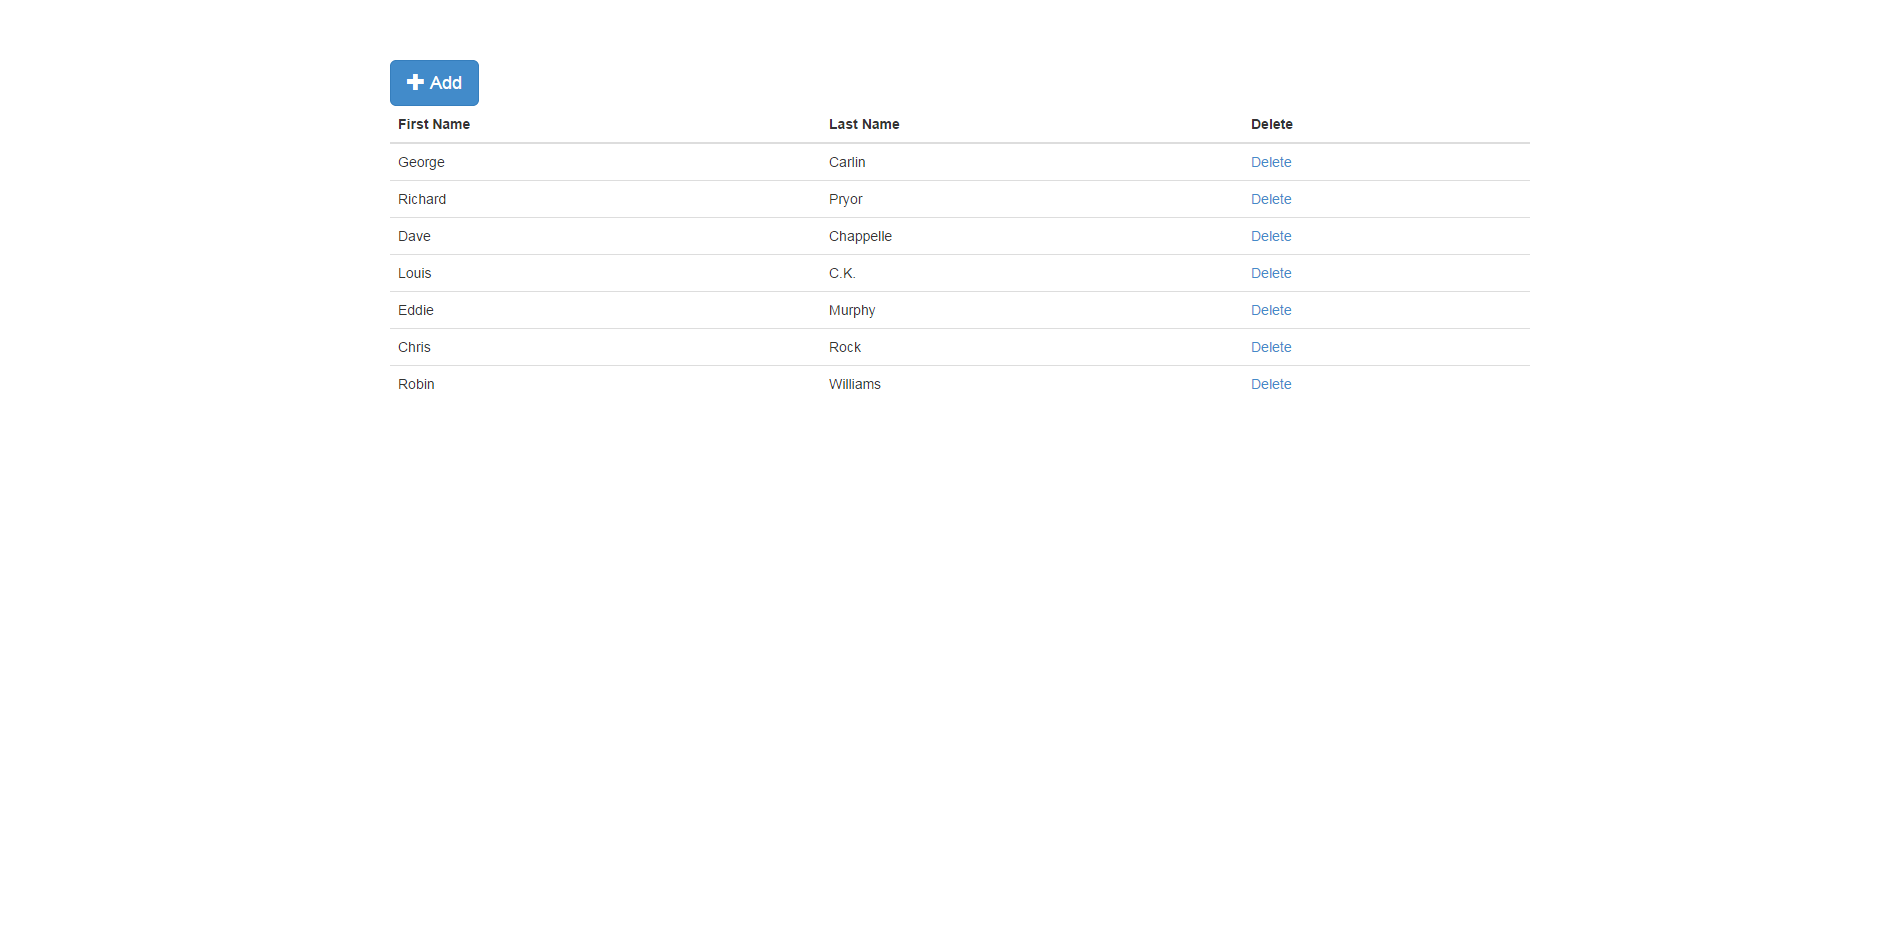 Add
First Name Last Name Delete
George Carlin Delete
Richard Pryor Delete
Dave Chappelle Delete
Louis C.K. Delete
Eddie Murphy Delete
Chris Rock Delete
Robin Williams Delete